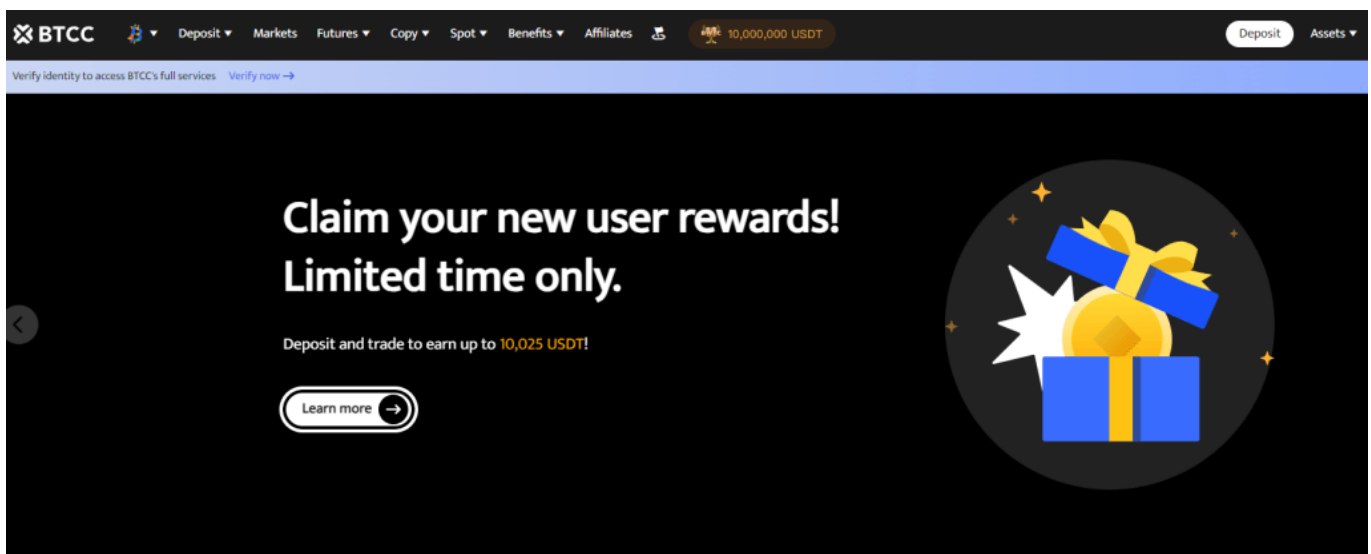 BTCC Deposit Markets Futures Copy Spot Benefits Affiliates 10,000,000 USDT Deposit Assets
Verify identity to access BTCC's full services Verify now →
Claim your new user rewards!
Limited time only.
Deposit and trade to earn up to 10,025 USDT!
Learn more →